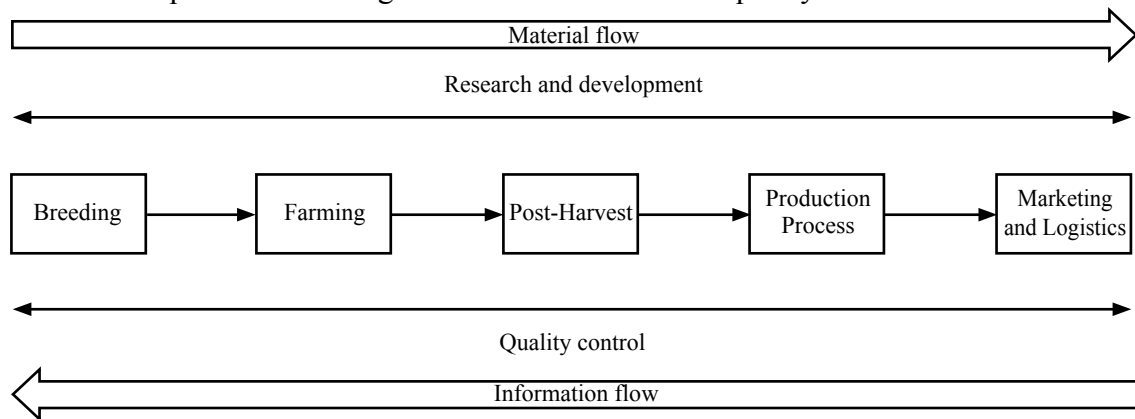 Material flow
Research and development
Breeding
Farming
Post-Harvest
Production
Process
Marketing
and Logistics
Quality control
Information flow